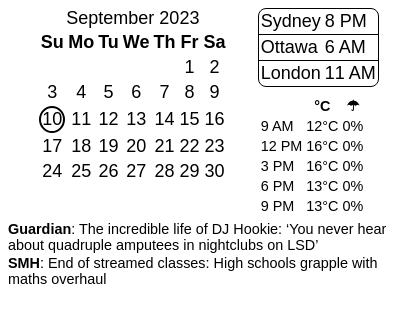 September 2023
Su Mo Tu We Th Fr Sa
1 2
3 4 5 6 7 8 9
10 11 12 13 14 15 16
17 18 19 20 21 22 23
24 25 26 27 28 29 30
Sydney 8 PM
Ottawa 6 AM
London 11 AM
°C ☂
9 AM 12°C 0%
12 PM 16°C 0%
3 PM 16°C 0%
6 PM 13°C 0%
9 PM 13°C 0%
Guardian: The incredible life of DJ Hookie: ‘You never hear
about quadruple amputees in nightclubs on LSD’
SMH: End of streamed classes: High schools grapple with
maths overhaul